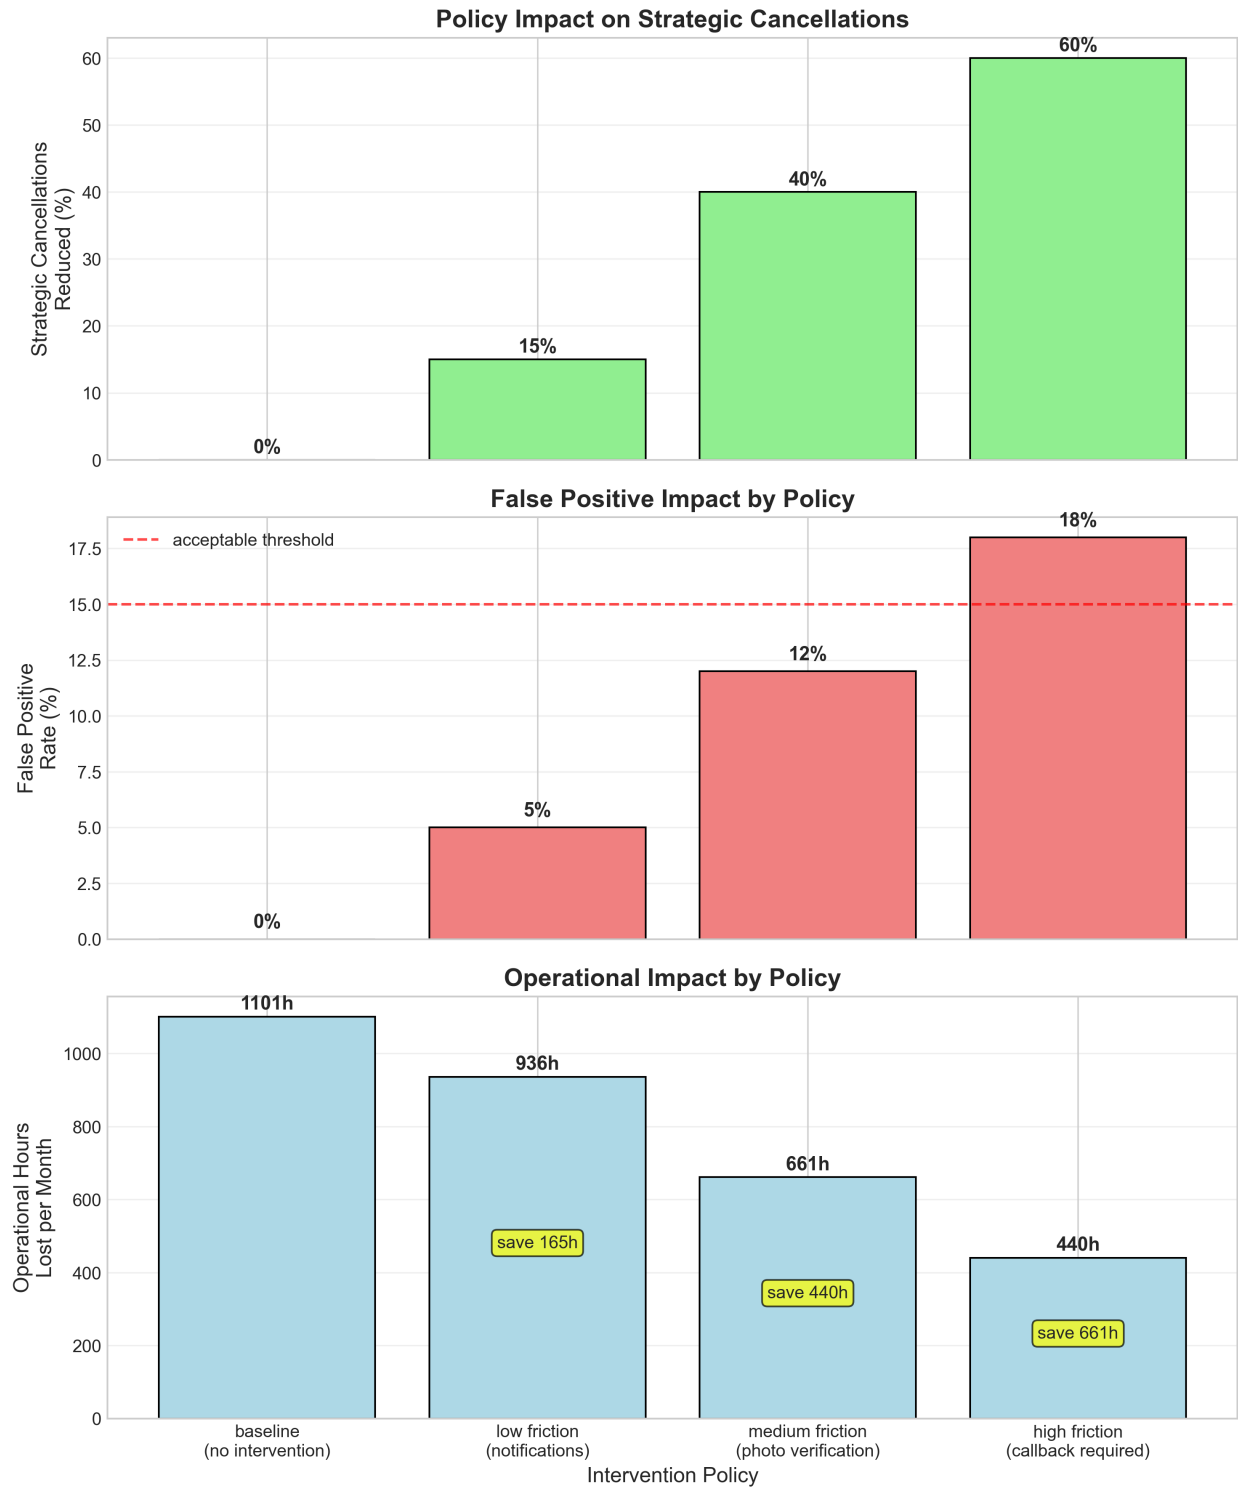 Policy Impact on Strategic Cancellations
Strategic Cancellations
Reduced (%)
60
50
40
30
20
10
0
0%
15%
40%
60%
False Positive Impact by Policy
False Positive
Rate (%)
acceptable threshold
17.5
15.0
12.5
10.0
7.5
5.0
2.5
0.0
0%
5%
12%
18%
Operational Impact by Policy
Operational Hours
Lost per Month
1000
800
600
400
200
0
1101h
936h
661h
440h
save 165h
save 440h
save 661h
baseline
(no intervention)
low friction
(notifications)
medium friction
(photo verification)
high friction
(callback required)
Intervention Policy